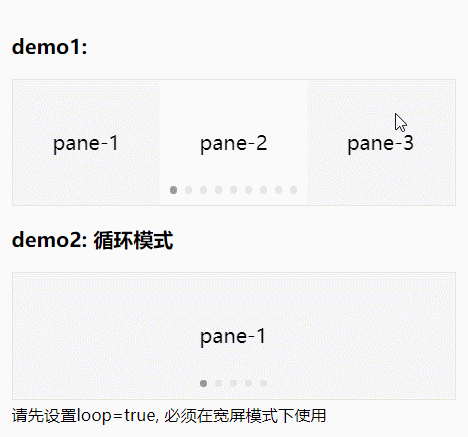 demo1:
pane-1 pane-2 pane-3
demo2: 循环模式
pane-1
请先设置loop=true, 必须在宽屏模式下使用